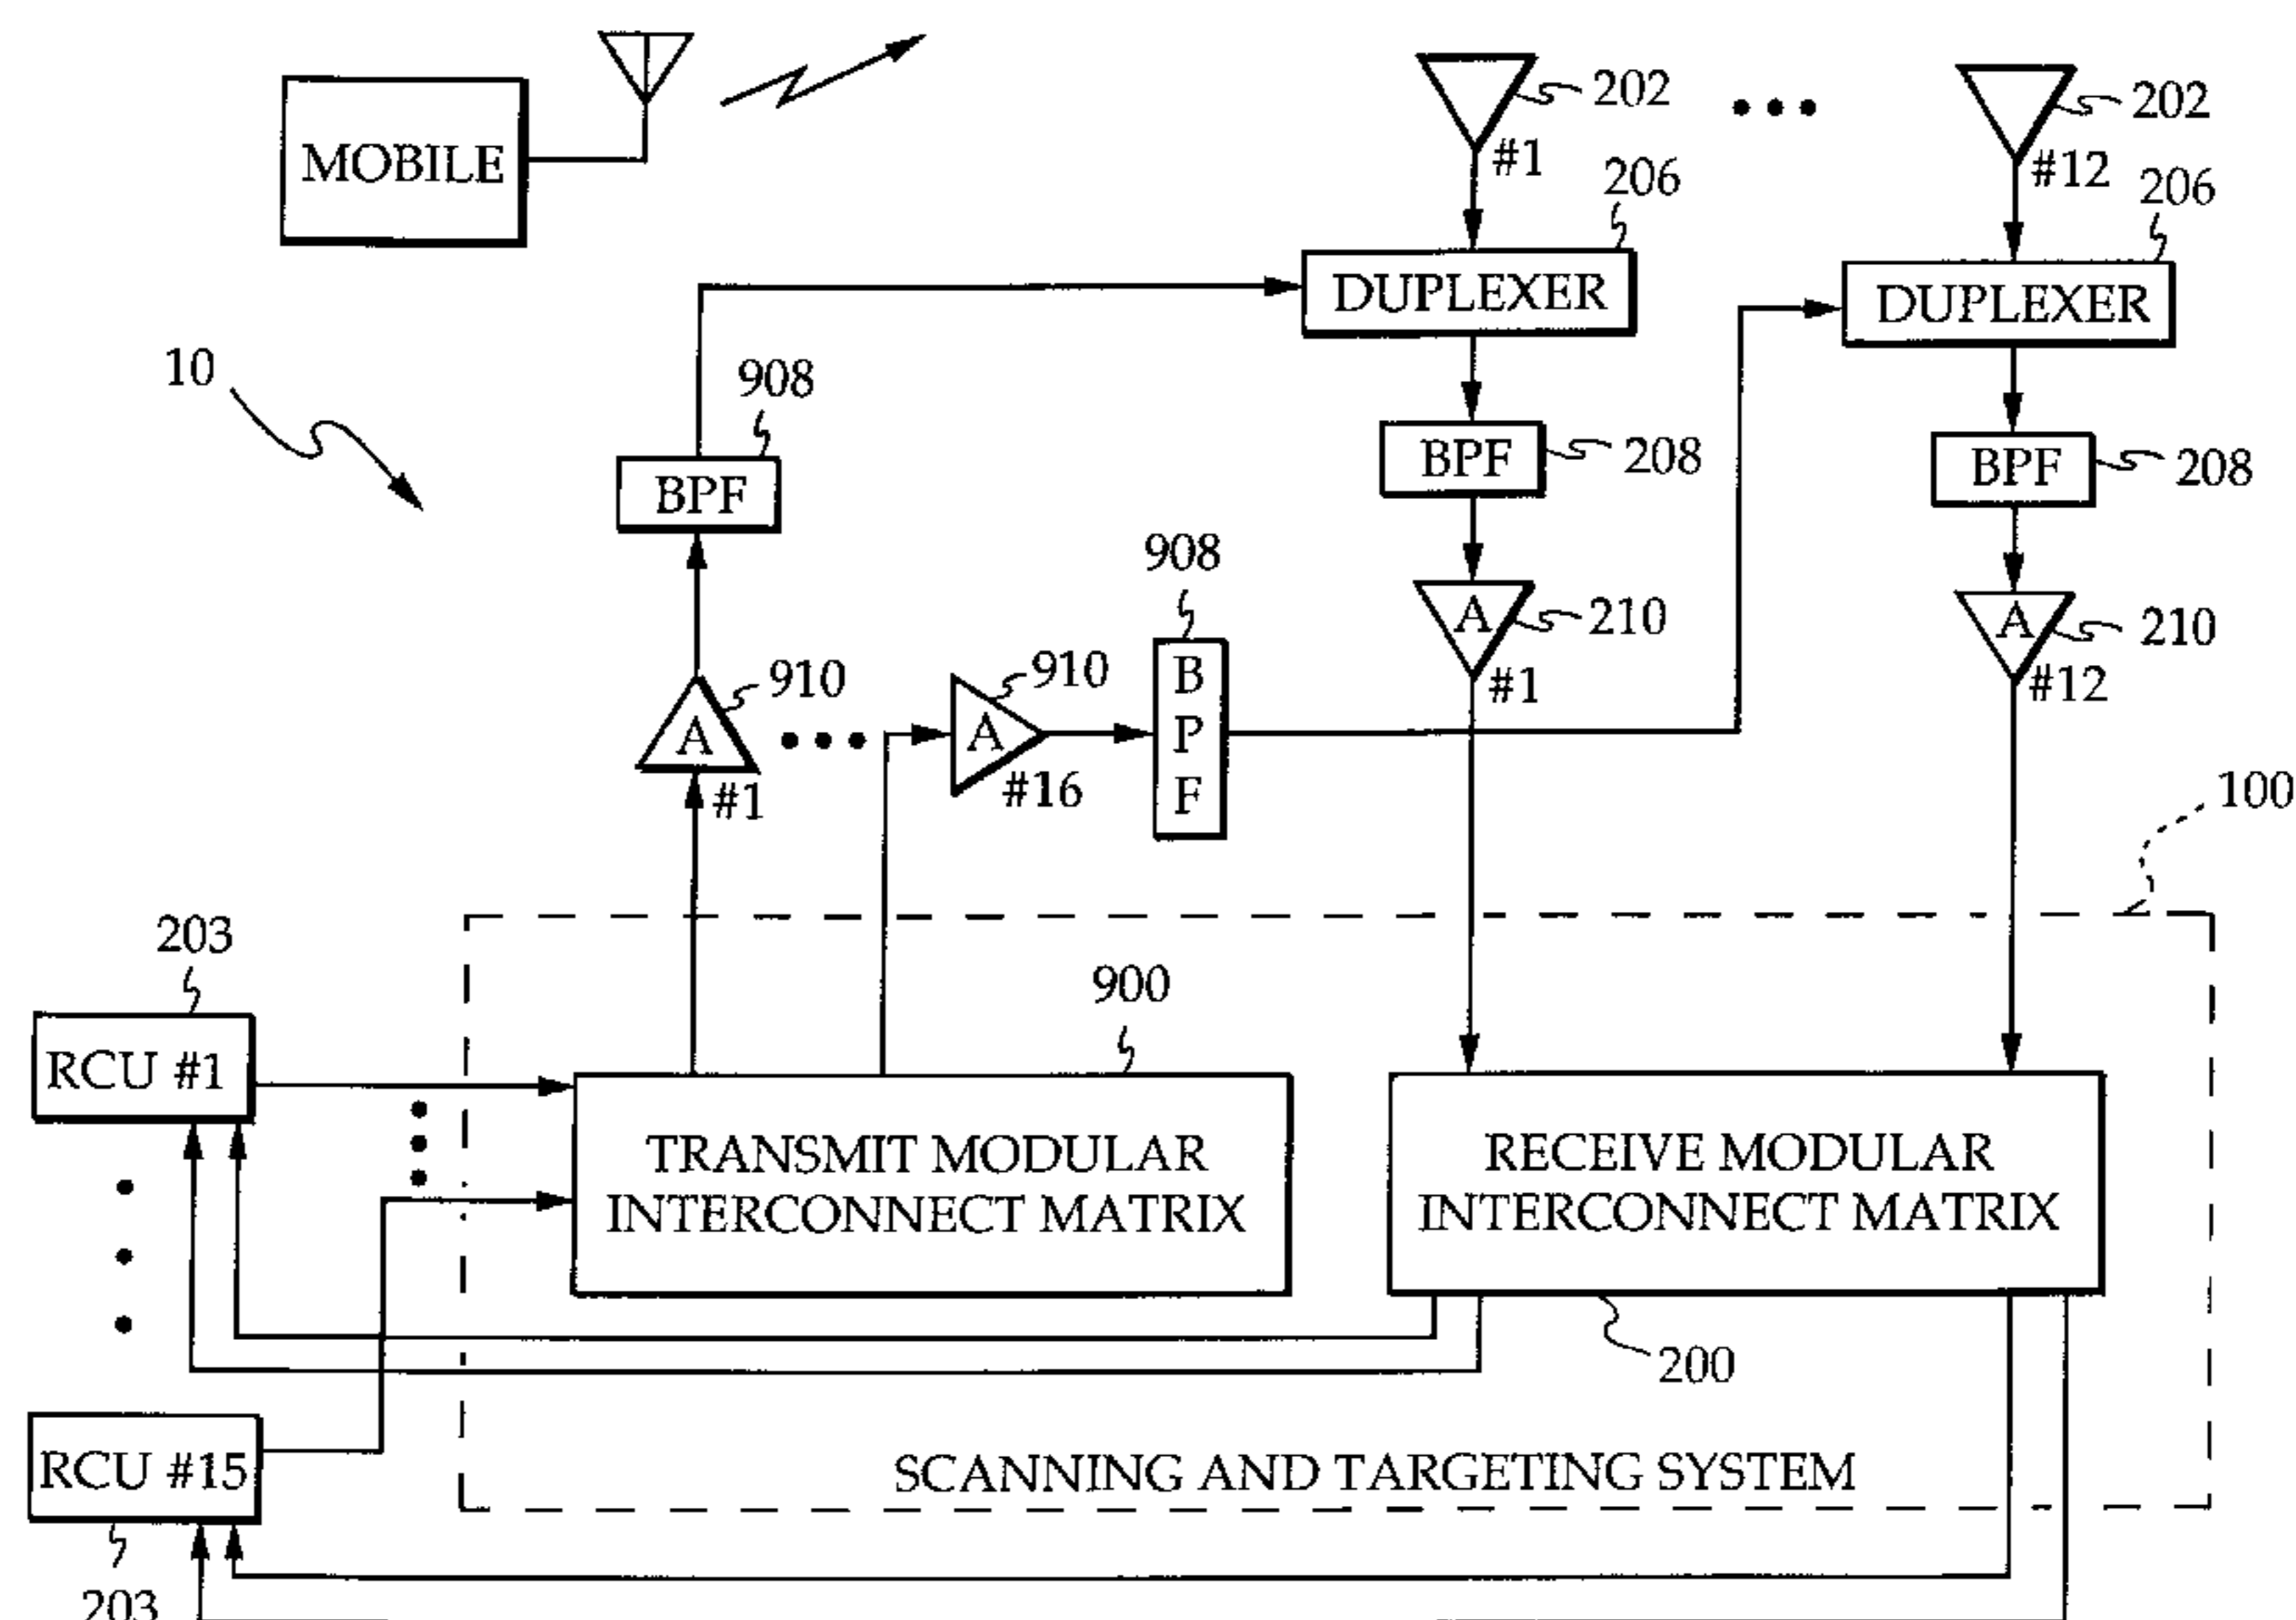 MOBILE
202
#1
202
#12
206
206
DUPLEXER
DUPLEXER
10
908
BPF
BPF
208
BPF
208
908
B
P
F
A
210
#1
A
210
#12
910
A
#1
910
A
#16
100
203
RCU #1
900
TRANSMIT MODULAR
INTERCONNECT MATRIX
RECEIVE MODULAR
INTERCONNECT MATRIX
200
RCU #15
203
SCANNING AND TARGETING SYSTEM